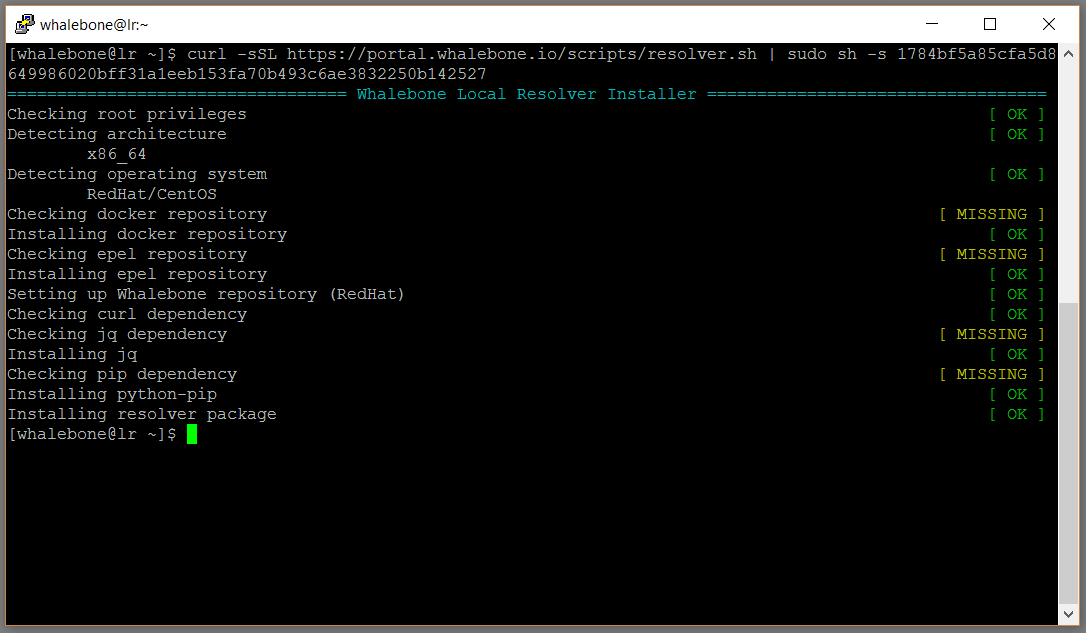 whalebone@lr:~
[whalebone@lr ~]$ curl -sSL https://portal.whalebone.io/scripts/resolver.sh | sudo sh -s 1784bf5a85cfa5d8
649986020bff31a1eeb153fa70b493c6ae3832250b142527
================================== Whalebone Local Resolver Installer ==================================
Checking root privileges [ OK ]
Detecting architecture [ OK ]
x86_64
Detecting operating system [ OK ]
RedHat/CentOS
Checking docker repository [ MISSING ]
Installing docker repository [ OK ]
Checking epel repository [ MISSING ]
Installing epel repository [ OK ]
Setting up Whalebone repository (RedHat) [ OK ]
Checking curl dependency [ OK ]
Checking jq dependency [ MISSING ]
Installing jq [ OK ]
Checking pip dependency [ MISSING ]
Installing python-pip [ OK ]
Installing resolver package [ OK ]
[whalebone@lr ~]$